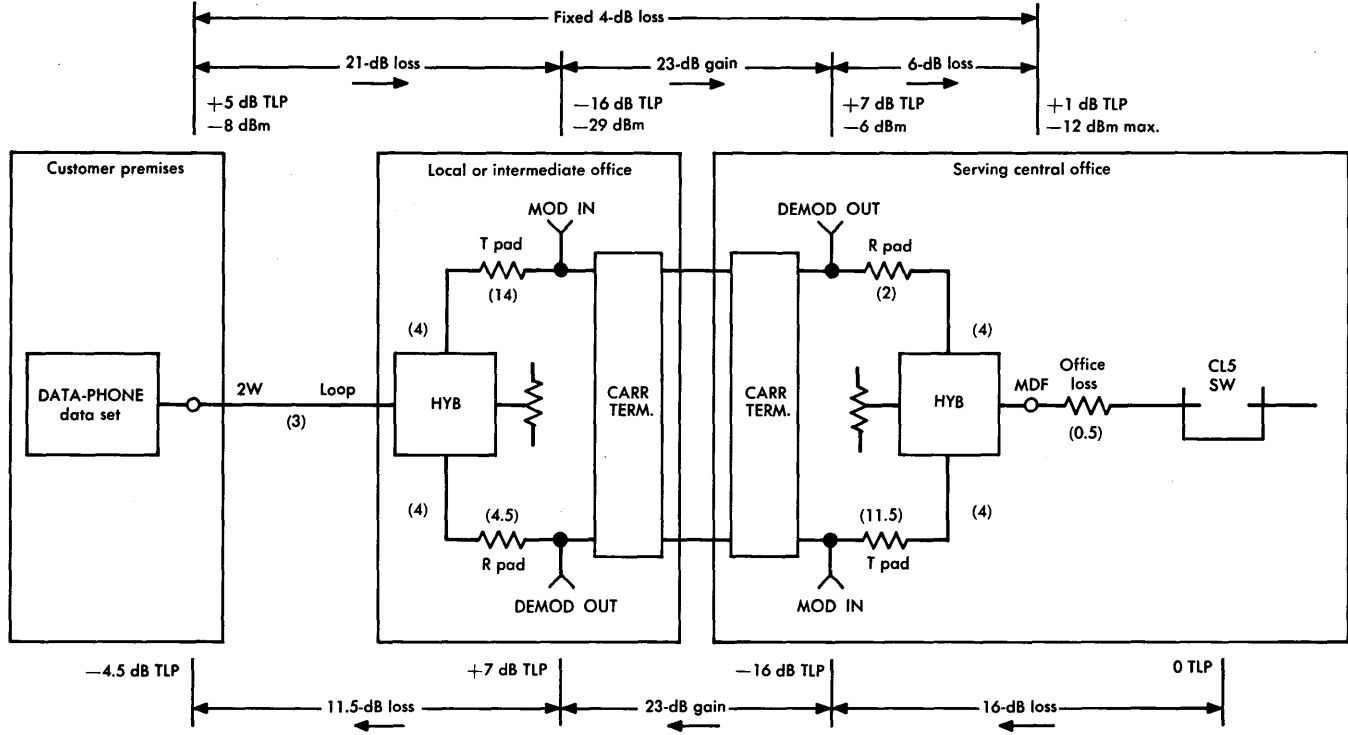 Fixed 4-dB loss
21-dB loss
23-dB gain
6-dB loss
+5 dB TLP
−8 dBm
−16 dB TLP
−29 dBm
+7 dB TLP
−6 dBm
+1 dB TLP
−12 dBm max.
Customer premises
Local or intermediate office
Serving central office
MOD IN
DEMOD OUT
T pad
(14)
R pad
(2)
(4)
(4)
DATA-PHONE
data set
2W
Loop
(3)
HYB
CARR
TERM.
CARR
TERM.
HYB
MDF
Office
loss
(0.5)
CL5
SW
(4)
(4)
(4.5)
R pad
(11.5)
T pad
DEMOD OUT
MOD IN
−4.5 dB TLP
+7 dB TLP
−16 dB TLP
0 TLP
11.5-dB loss
23-dB gain
16-dB loss